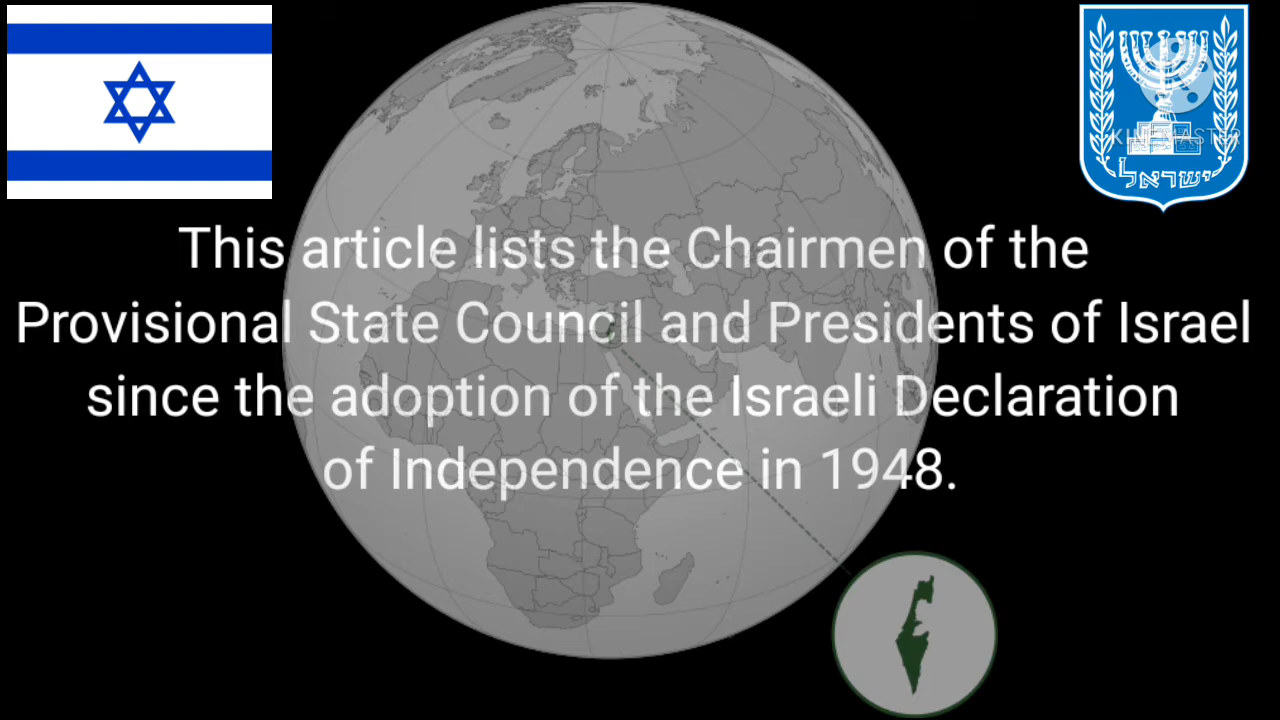 KINEMASTER
ישראל
This article lists the Chairmen of the
Provisional State Council and Presidents of Israel
since the adoption of the Israeli Declaration
of Independence in 1948.